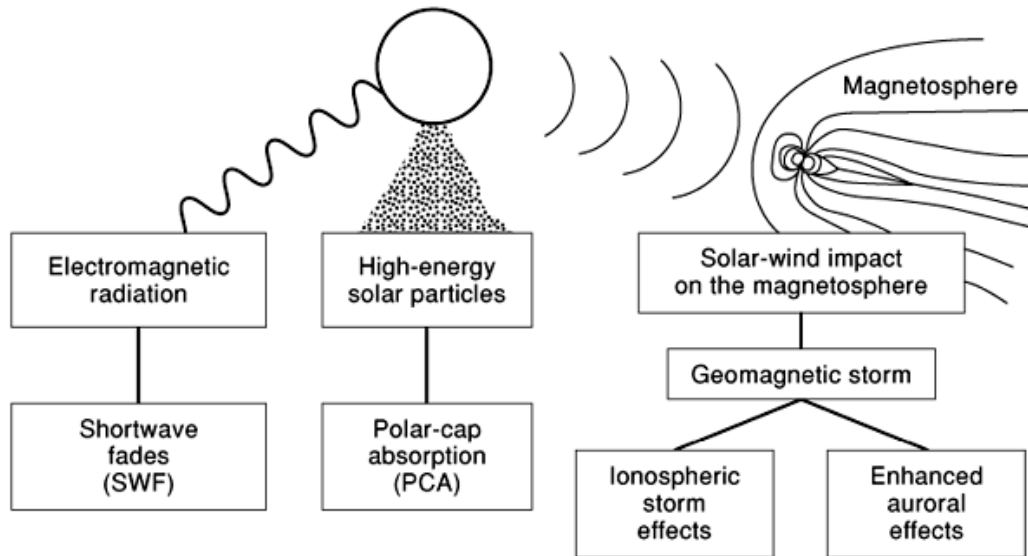 Magnetosphere
Electromagnetic
radiation
High-energy
solar particles
Solar-wind impact
on the magnetosphere
Geomagnetic storm
Shortwave
fades
(SWF)
Polar-cap
absorption
(PCA)
Ionospheric
storm
effects
Enhanced
auroral
effects